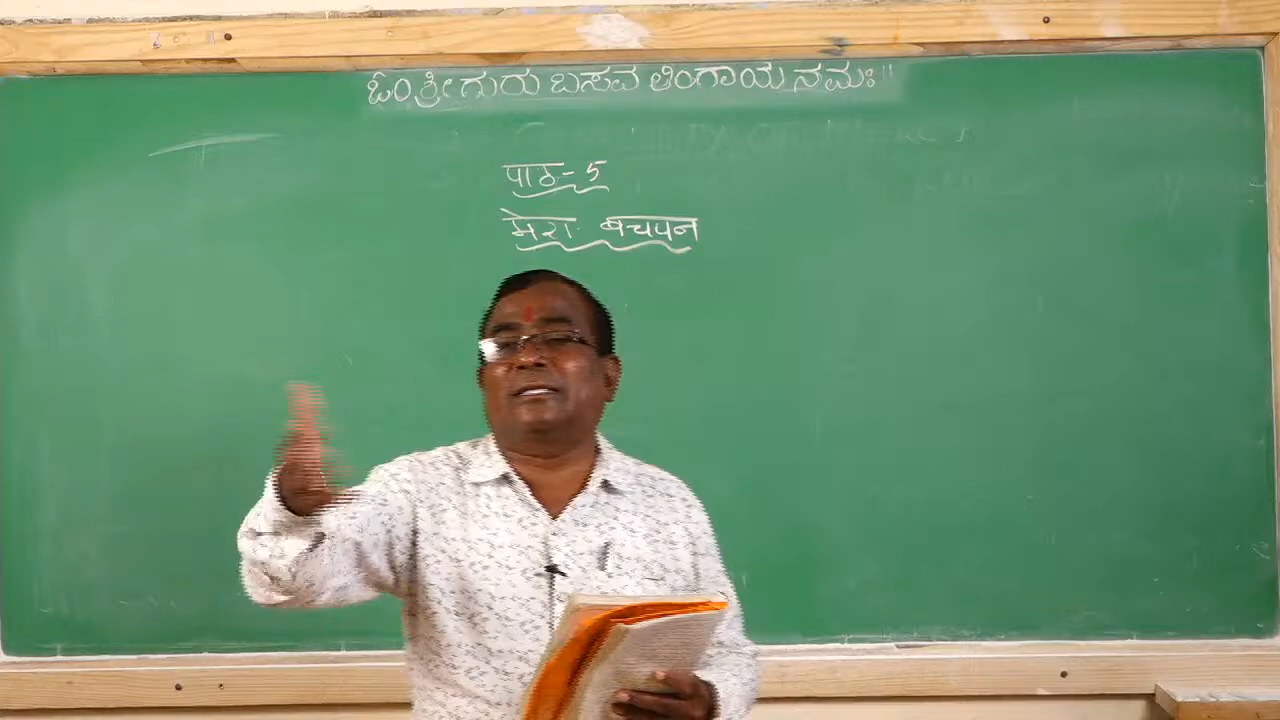 ಓಂ ಶ್ರೀ ಗುರು ಬಸವ ಲಿಂಗಾಯ ನಮಃ ॥
पाठ - 5
मेरा बचपन